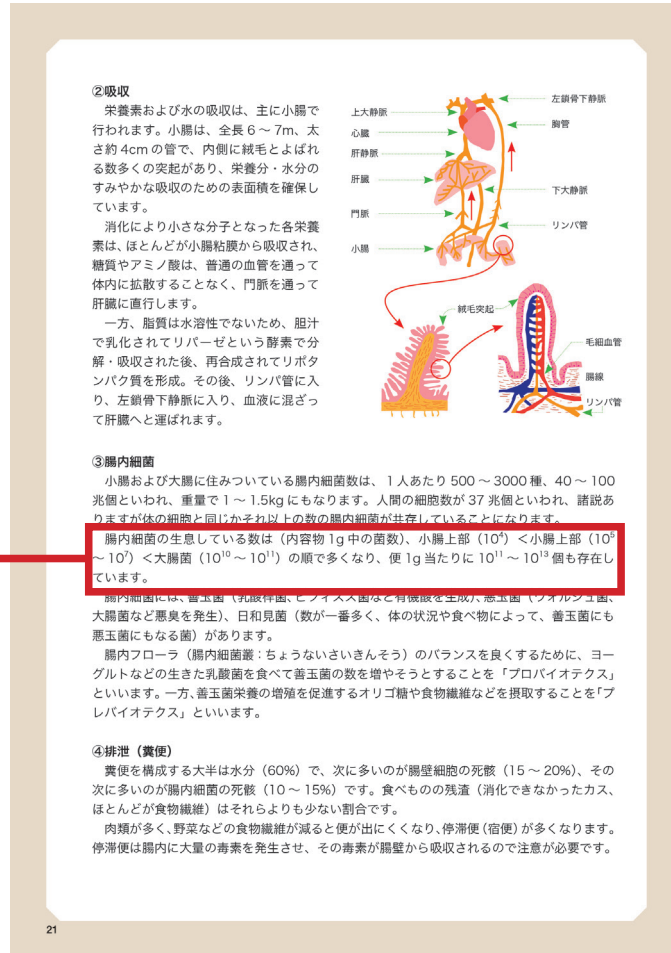 ②吸収
栄養素および水の吸収は、主に小腸で
行われます。小腸は、全長6〜7m、太
さ約4cmの管で、内側に絨毛とよばれ
る数多くの突起があり、栄養分・水分の
すみやかな吸収のための表面積を確保し
ています。
消化により小さな分子となった各栄養
素は、ほとんどが小腸粘膜から吸収され、
糖質やアミノ酸は、普通の血管を通って
体内に拡散することなく、門脈を通って
肝臓に直行します。
一方、脂質は水溶性でないため、胆汁
で乳化されてリパーゼという酵素で分
解・吸収された後、再合成されてリポタ
ンパク質を形成。その後、リンパ管に入
り、左鎖骨下静脈に入り、血液に混ざっ
て肝臓へと運ばれます。
上大静脈
心臓
肝静脈
肝臓
門脈
小腸
左鎖骨下静脈
胸管
下大静脈
リンパ管
絨毛突起
毛細血管
腸線
リンパ管
③腸内細菌
小腸および大腸に住みついている腸内細菌数は、1人あたり500〜3000種、40〜100
兆個といわれ、重量で1〜1.5kgにもなります。人間の細胞数が37兆個といわれ、諸説あ
りますが体の細胞と同じかそれ以上の数の腸内細菌が共存していることになります。
腸内細菌の生息している数は（内容物1g中の菌数）、小腸上部（10⁴）＜小腸上部（10⁵
〜10⁷）＜大腸菌（10¹⁰〜10¹¹）の順で多くなり、便1g当たりに10¹¹〜10¹³個も存在し
ています。
腸内細菌には、善玉菌（乳酸桿菌、ビフィズス菌など有機酸を生成）、悪玉菌（ウェルシュ菌、
大腸菌など悪臭を発生）、日和見菌（数が一番多く、体の状況や食べ物によって、善玉菌にも
悪玉菌にもなる菌）があります。
腸内フローラ（腸内細菌叢：ちょうないさいきんそう）のバランスを良くするために、ヨー
グルトなどの生きた乳酸菌を食べて善玉菌の数を増やそうとすることを「プロバイオテクス」
といいます。一方、善玉菌栄養の増殖を促進するオリゴ糖や食物繊維などを摂取することを「プ
レバイオテクス」といいます。
④排泄（糞便）
糞便を構成する大半は水分（60%）で、次に多いのが腸壁細胞の死骸（15〜20%）、その
次に多いのが腸内細菌の死骸（10〜15%）です。食べものの残渣（消化できなかったカス、
ほとんどが食物繊維）はそれらよりも少ない割合です。
肉類が多く、野菜などの食物繊維が減ると便が出にくくなり、停滞便（宿便）が多くなります。
停滞便は腸内に大量の毒素を発生させ、その毒素が腸壁から吸収されるので注意が必要です。
21